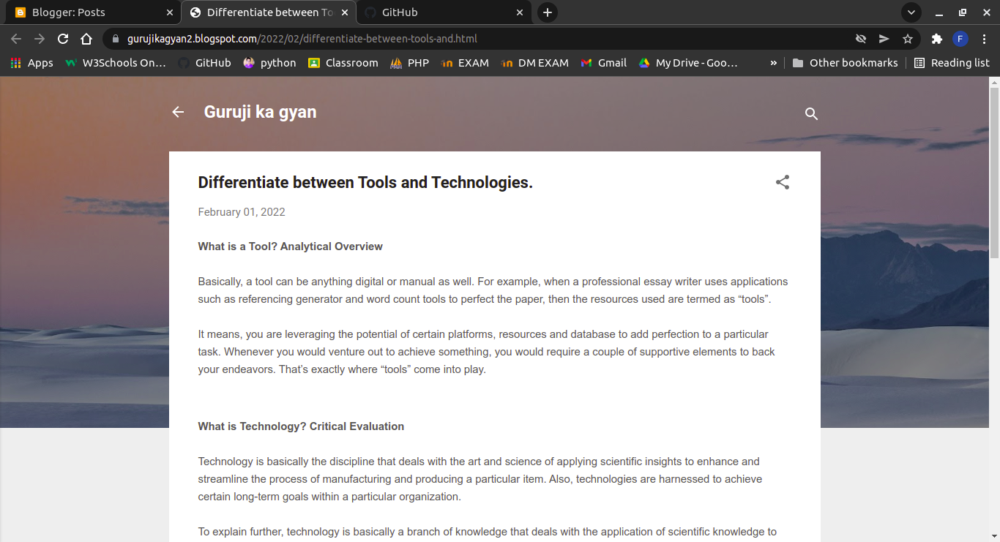 Blogger: Posts
Differentiate between To
GitHub
gurujikagyan2.blogspot.com/2022/02/differentiate-between-tools-and.html
F
Apps
W3Schools On...
GitHub
python
Classroom
PHP
EXAM
DM EXAM
Gmail
My Drive - Goo...
»
Other bookmarks
Reading list
Guruji ka gyan
Differentiate between Tools and Technologies.
February 01, 2022
What is a Tool? Analytical Overview
Basically, a tool can be anything digital or manual as well. For example, when a professional essay writer uses applications
such as referencing generator and word count tools to perfect the paper, then the resources used are termed as “tools”.
It means, you are leveraging the potential of certain platforms, resources and database to add perfection to a particular
task. Whenever you would venture out to achieve something, you would require a couple of supportive elements to back
your endeavors. That’s exactly where “tools” come into play.
What is Technology? Critical Evaluation
Technology is basically the discipline that deals with the art and science of applying scientific insights to enhance and
streamline the process of manufacturing and producing a particular item. Also, technologies are harnessed to achieve
certain long-term goals within a particular organization.
To explain further, technology is basically a branch of knowledge that deals with the application of scientific knowledge to